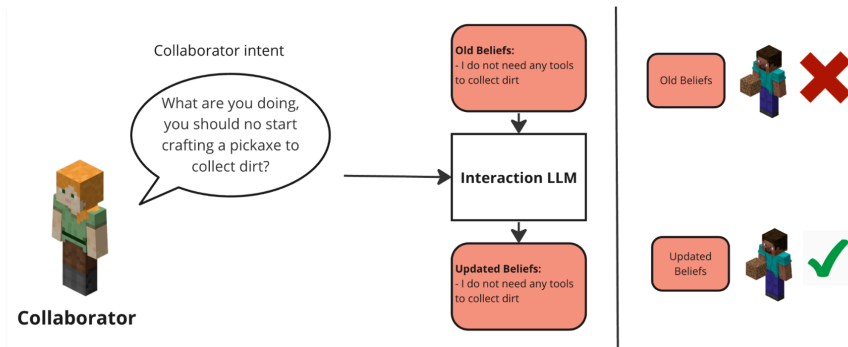 Collaborator intent
What are you doing,
you should no start
crafting a pickaxe to
collect dirt?
Collaborator
Old Beliefs:
- I do not need any tools
to collect dirt
Interaction LLM
Updated Beliefs:
- I do not need any tools
to collect dirt
Old Beliefs
Updated
Beliefs